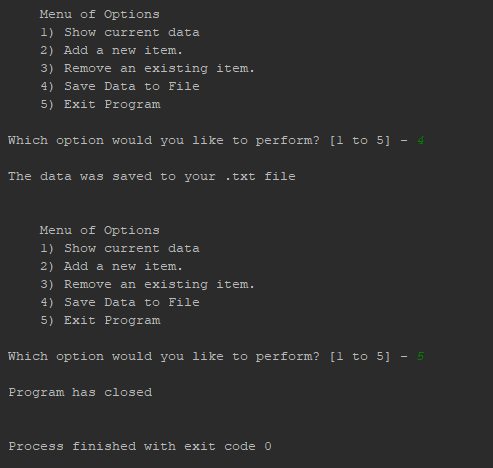 Menu of Options
1) Show current data
2) Add a new item.
3) Remove an existing item.
4) Save Data to File
5) Exit Program
Which option would you like to perform? [1 to 5] - 4
The data was saved to your .txt file
Menu of Options
1) Show current data
2) Add a new item.
3) Remove an existing item.
4) Save Data to File
5) Exit Program
Which option would you like to perform? [1 to 5] - 5
Program has closed
Process finished with exit code 0